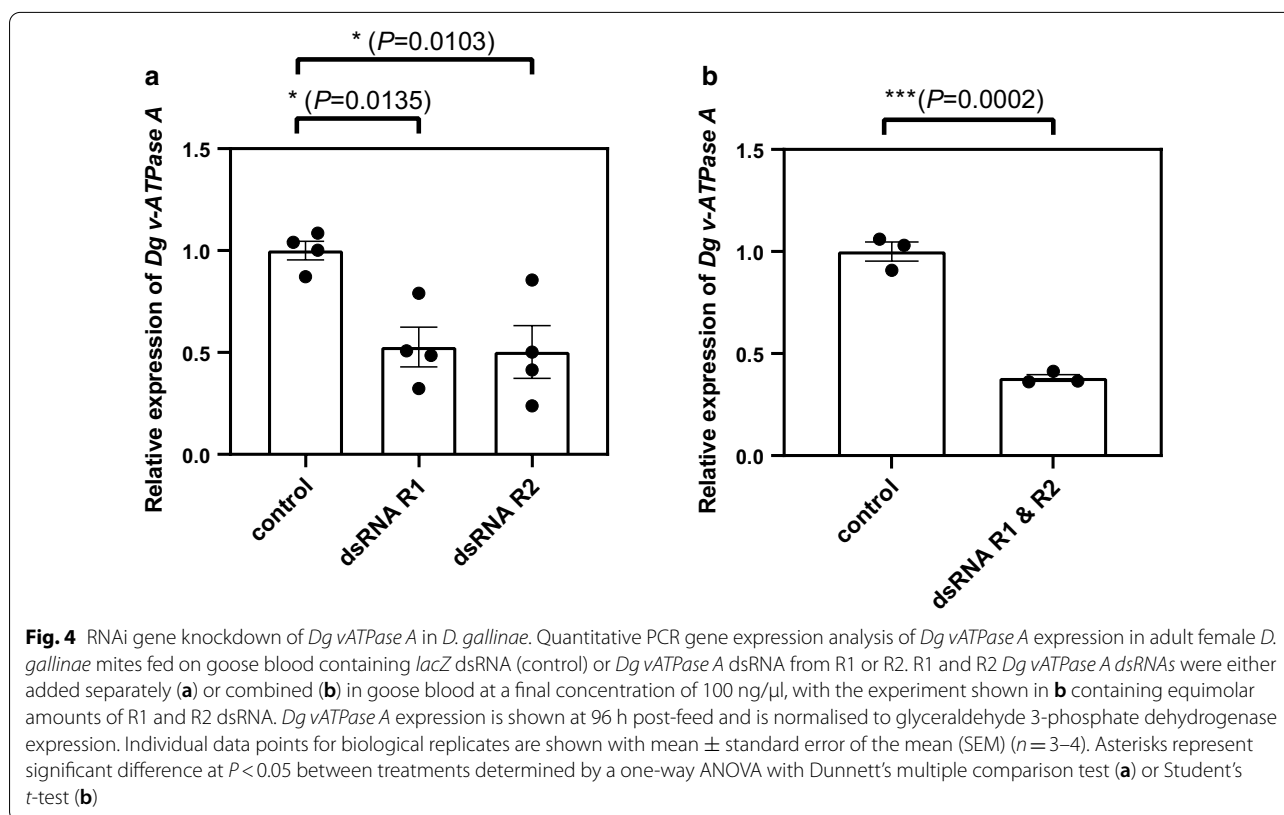 * (P=0.0103)
a
* (P=0.0135)
Relative expression of Dg v-ATPase A
1.5
1.0
0.5
0.0
control
dsRNA R1
dsRNA R2
b
***(P=0.0002)
Relative expression of Dg v-ATPase A
1.5
1.0
0.5
0.0
control
dsRNA R1 & R2
Fig. 4 RNAi gene knockdown of Dg vATPase A in D. gallinae. Quantitative PCR gene expression analysis of Dg vATPase A expression in adult female D.
gallinae mites fed on goose blood containing lacZ dsRNA (control) or Dg vATPase A dsRNA from R1 or R2. R1 and R2 Dg vATPase A dsRNAs were either
added separately (a) or combined (b) in goose blood at a final concentration of 100 ng/µl, with the experiment shown in b containing equimolar
amounts of R1 and R2 dsRNA. Dg vATPase A expression is shown at 96 h post-feed and is normalised to glyceraldehyde 3-phosphate dehydrogenase
expression. Individual data points for biological replicates are shown with mean ± standard error of the mean (SEM) (n = 3–4). Asterisks represent
significant difference at P < 0.05 between treatments determined by a one-way ANOVA with Dunnett's multiple comparison test (a) or Student's
t-test (b)